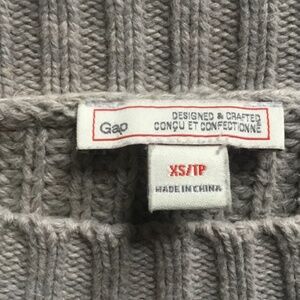 Gap
DESIGNED & CRAFTED
CONÇU ET CONFECTIONNÉ
XS/TP
MADE IN CHINA